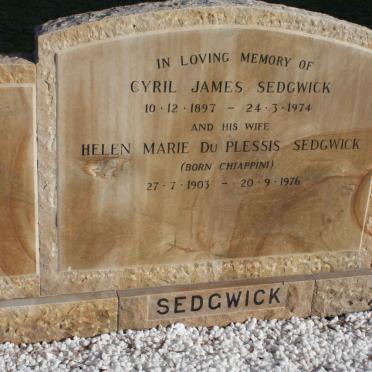 IN LOVING MEMORY OF
CYRIL JAMES SEDGWICK
10·12·1897 – 24·3·1974
AND HIS WIFE
HELEN MARIE DU PLESSIS SEDGWICK
(BORN CHIAPPINI)
27·7·1903 – 20·9·1976
SEDGWICK